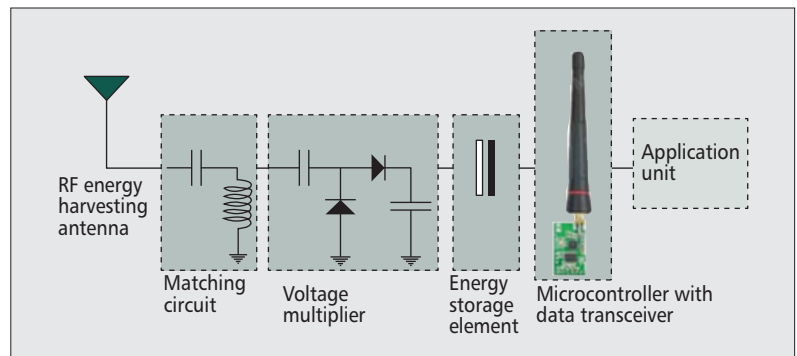 RF energy
harvesting
antenna
Matching
circuit
Voltage
multiplier
Energy
storage
element
Microcontroller with
data transceiver
Application
unit